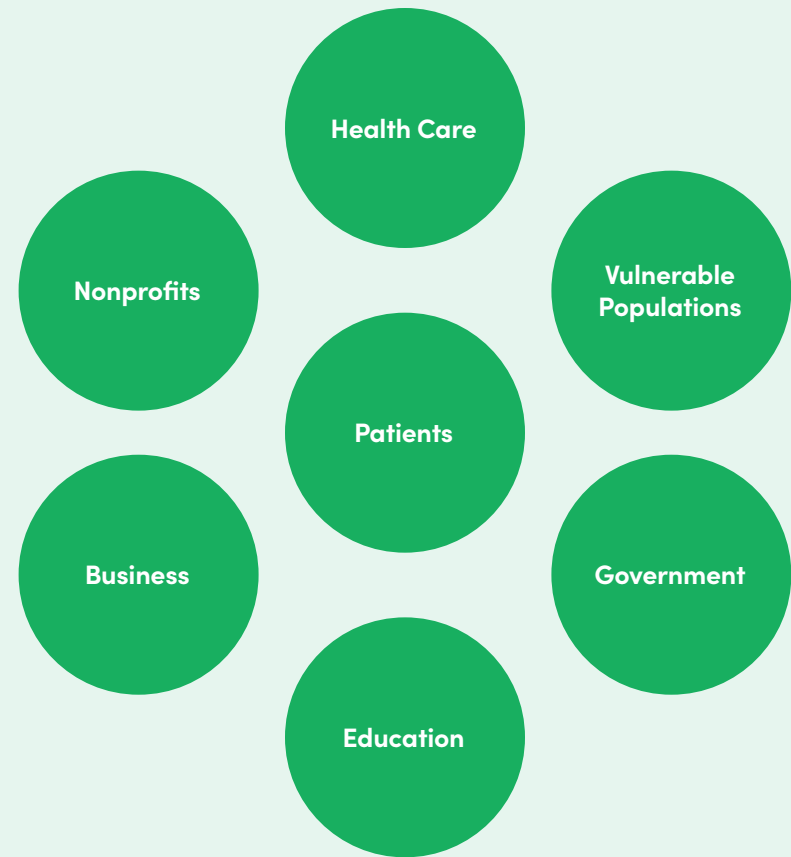 Health Care
Nonprofits
Vulnerable
Populations
Patients
Business
Government
Education